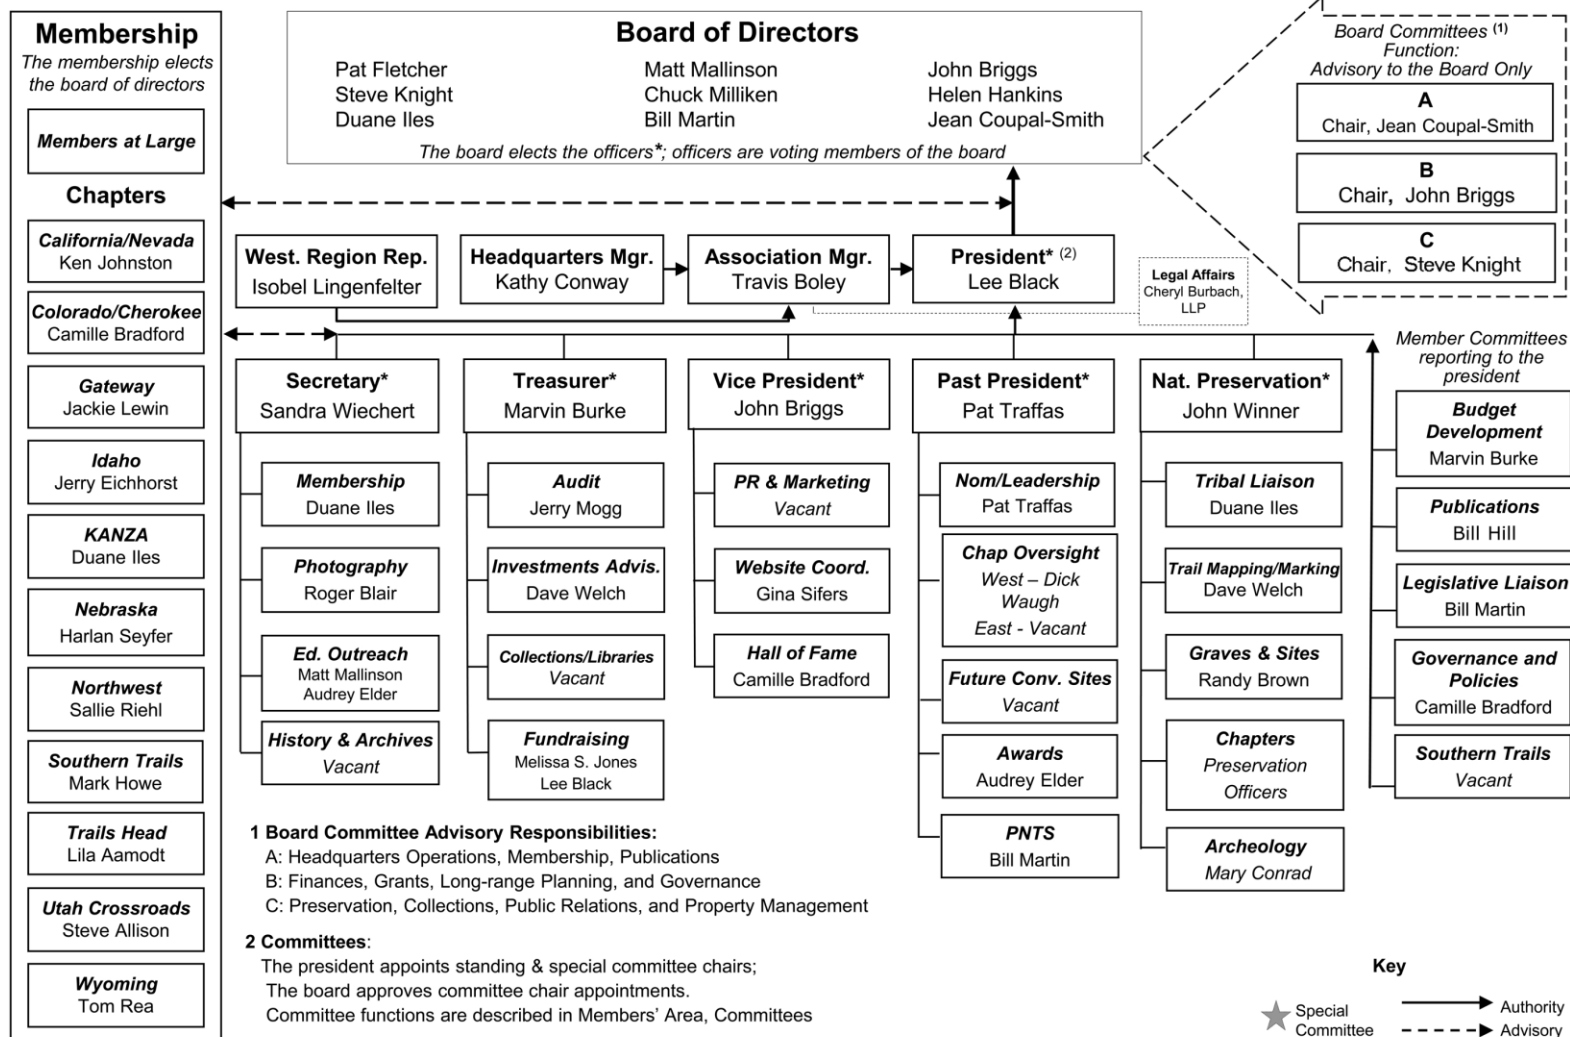 Membership
The membership elects
the board of directors
Members at Large
Chapters
California/Nevada
Ken Johnston
Colorado/Cherokee
Camille Bradford
Gateway
Jackie Lewin
Idaho
Jerry Eichhorst
KANZA
Duane Iles
Nebraska
Harlan Seyfer
Northwest
Sallie Riehl
Southern Trails
Mark Howe
Trails Head
Lila Aamodt
Utah Crossroads
Steve Allison
Wyoming
Tom Rea
Board of Directors
Pat Fletcher Matt Mallinson John Briggs
Steve Knight Chuck Milliken Helen Hankins
Duane Iles Bill Martin Jean Coupal-Smith
The board elects the officers*; officers are voting members of the board
Board Committees (1)
Function:
Advisory to the Board Only
A
Chair, Jean Coupal-Smith
B
Chair, John Briggs
C
Chair, Steve Knight
West. Region Rep.
Isobel Lingenfelter
Headquarters Mgr.
Kathy Conway
Association Mgr.
Travis Boley
President* (2)
Lee Black
Legal Affairs
Cheryl Burbach,
LLP
Secretary*
Sandra Wiechert
Membership
Duane Iles
Photography
Roger Blair
Ed. Outreach
Matt Mallinson
Audrey Elder
History & Archives
Vacant
Treasurer*
Marvin Burke
Audit
Jerry Mogg
Investments Advis.
Dave Welch
Collections/Libraries
Vacant
Fundraising
Melissa S. Jones
Lee Black
Vice President*
John Briggs
PR & Marketing
Vacant
Website Coord.
Gina Sifers
Hall of Fame
Camille Bradford
Past President*
Pat Traffas
Nom/Leadership
Pat Traffas
Chap Oversight
West – Dick
Waugh
East - Vacant
Future Conv. Sites
Vacant
Awards
Audrey Elder
PNTS
Bill Martin
Nat. Preservation*
John Winner
Tribal Liaison
Duane Iles
Trail Mapping/Marking
Dave Welch
Graves & Sites
Randy Brown
Chapters
Preservation
Officers
Archeology
Mary Conrad
Member Committees
reporting to the
president
Budget
Development
Marvin Burke
Publications
Bill Hill
Legislative Liaison
Bill Martin
Governance and
Policies
Camille Bradford
Southern Trails
Vacant
1 Board Committee Advisory Responsibilities:
A: Headquarters Operations, Membership, Publications
B: Finances, Grants, Long-range Planning, and Governance
C: Preservation, Collections, Public Relations, and Property Management
2 Committees:
The president appoints standing & special committee chairs;
The board approves committee chair appointments.
Committee functions are described in Members' Area, Committees
Key
Special
Committee
Authority
Advisory